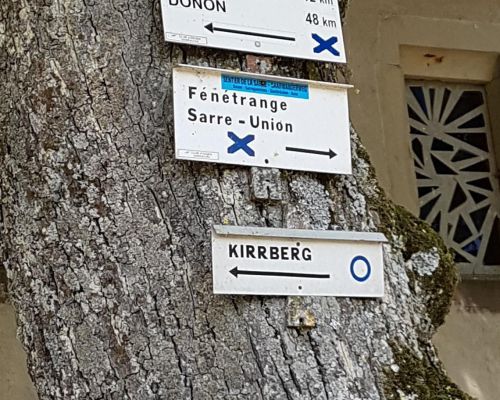 DONON
48 km
Fénétrange
Sarre-Union
KIRRBERG